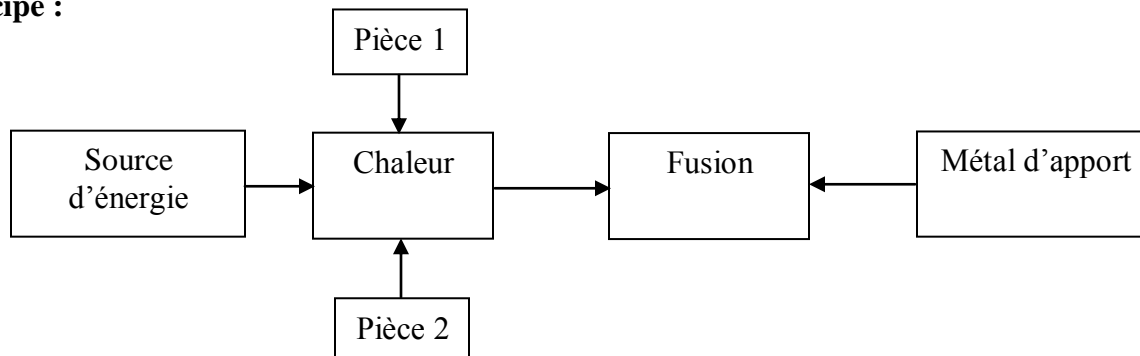 cipe :
Pièce 1
Source
d’énergie
Chaleur
Fusion
Métal d’apport
Pièce 2